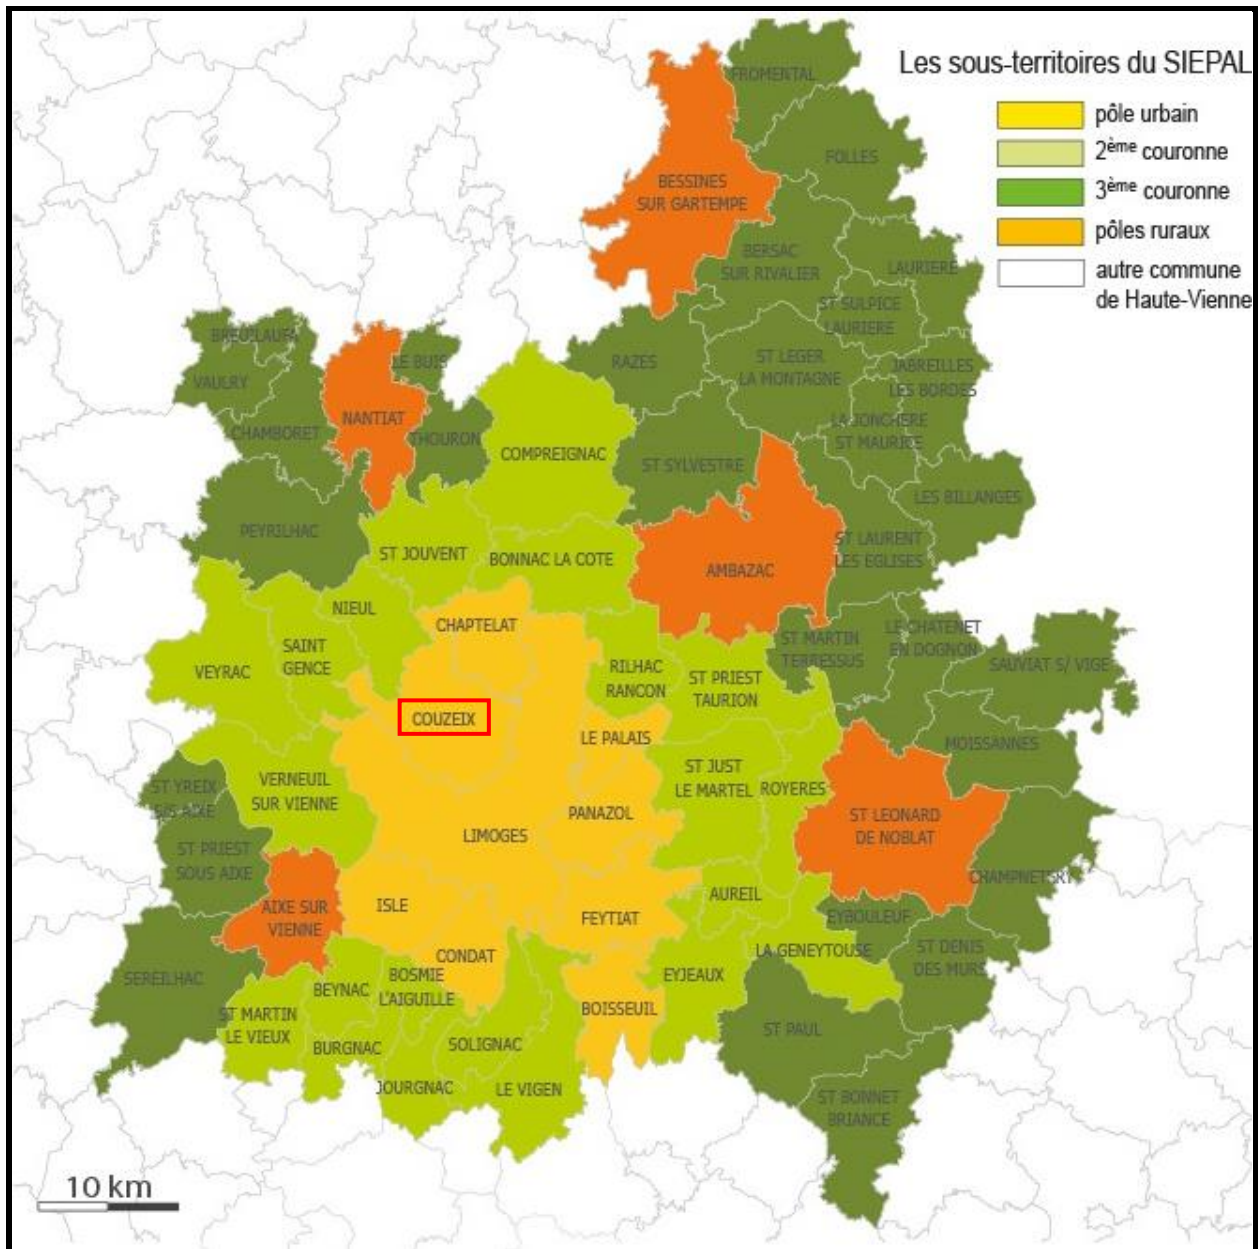 Les sous-territoires du SIEPAL
pôle urbain
2ème couronne
3ème couronne
pôles ruraux
autre commune
de Haute-Vienne
FROMENTAL
FOLLES
BESSINES
SUR GARTEMPE
BERSAC
SUR RIVALIER
LAURIERE
ST SULPICE
LAURIERE
BREUILAUFA
LE BUIS
RAZES
ST LEGER
LA MONTAGNE
JABREILLES
LES BORDES
VAULRY
NANTIAT
CHAMBORET
THOURON
LA JONCHERE
ST MAURICE
COMPREIGNAC
ST SYLVESTRE
LES BILLANGES
PEYRILHAC
ST JOUVENT
BONNAC LA COTE
ST LAURENT
LES EGLISES
AMBAZAC
NIEUL
CHAPTELAT
LE CHATENET
EN DOGNON
ST MARTIN
TERRESSUS
SAINT
GENCE
VEYRAC
RILHAC
RANCON
ST PRIEST
TAURION
SAUVIAT S/ VIGE
COUZEIX
LE PALAIS
MOISSANNES
ST YREIX
S/S AIXE
VERNEUIL
SUR VIENNE
ST JUST
LE MARTEL
ROYERES
PANAZOL
ST LEONARD
DE NOBLAT
LIMOGES
ST PRIEST
SOUS AIXE
CHAMPNETSRY
AIXE SUR
VIENNE
ISLE
FEYTIAT
AUREIL
EYBOULEUF
LA GENEYTOUSE
ST DENIS
DES MURS
CONDAT
SEREILHAC
BEYNAC
BOSMIE
L'AIGUILLE
EYJEAUX
BOISSEUIL
ST MARTIN
LE VIEUX
ST PAUL
BURGNAC
SOLIGNAC
JOURGNAC
LE VIGEN
ST BONNET
BRIANCE
10 km